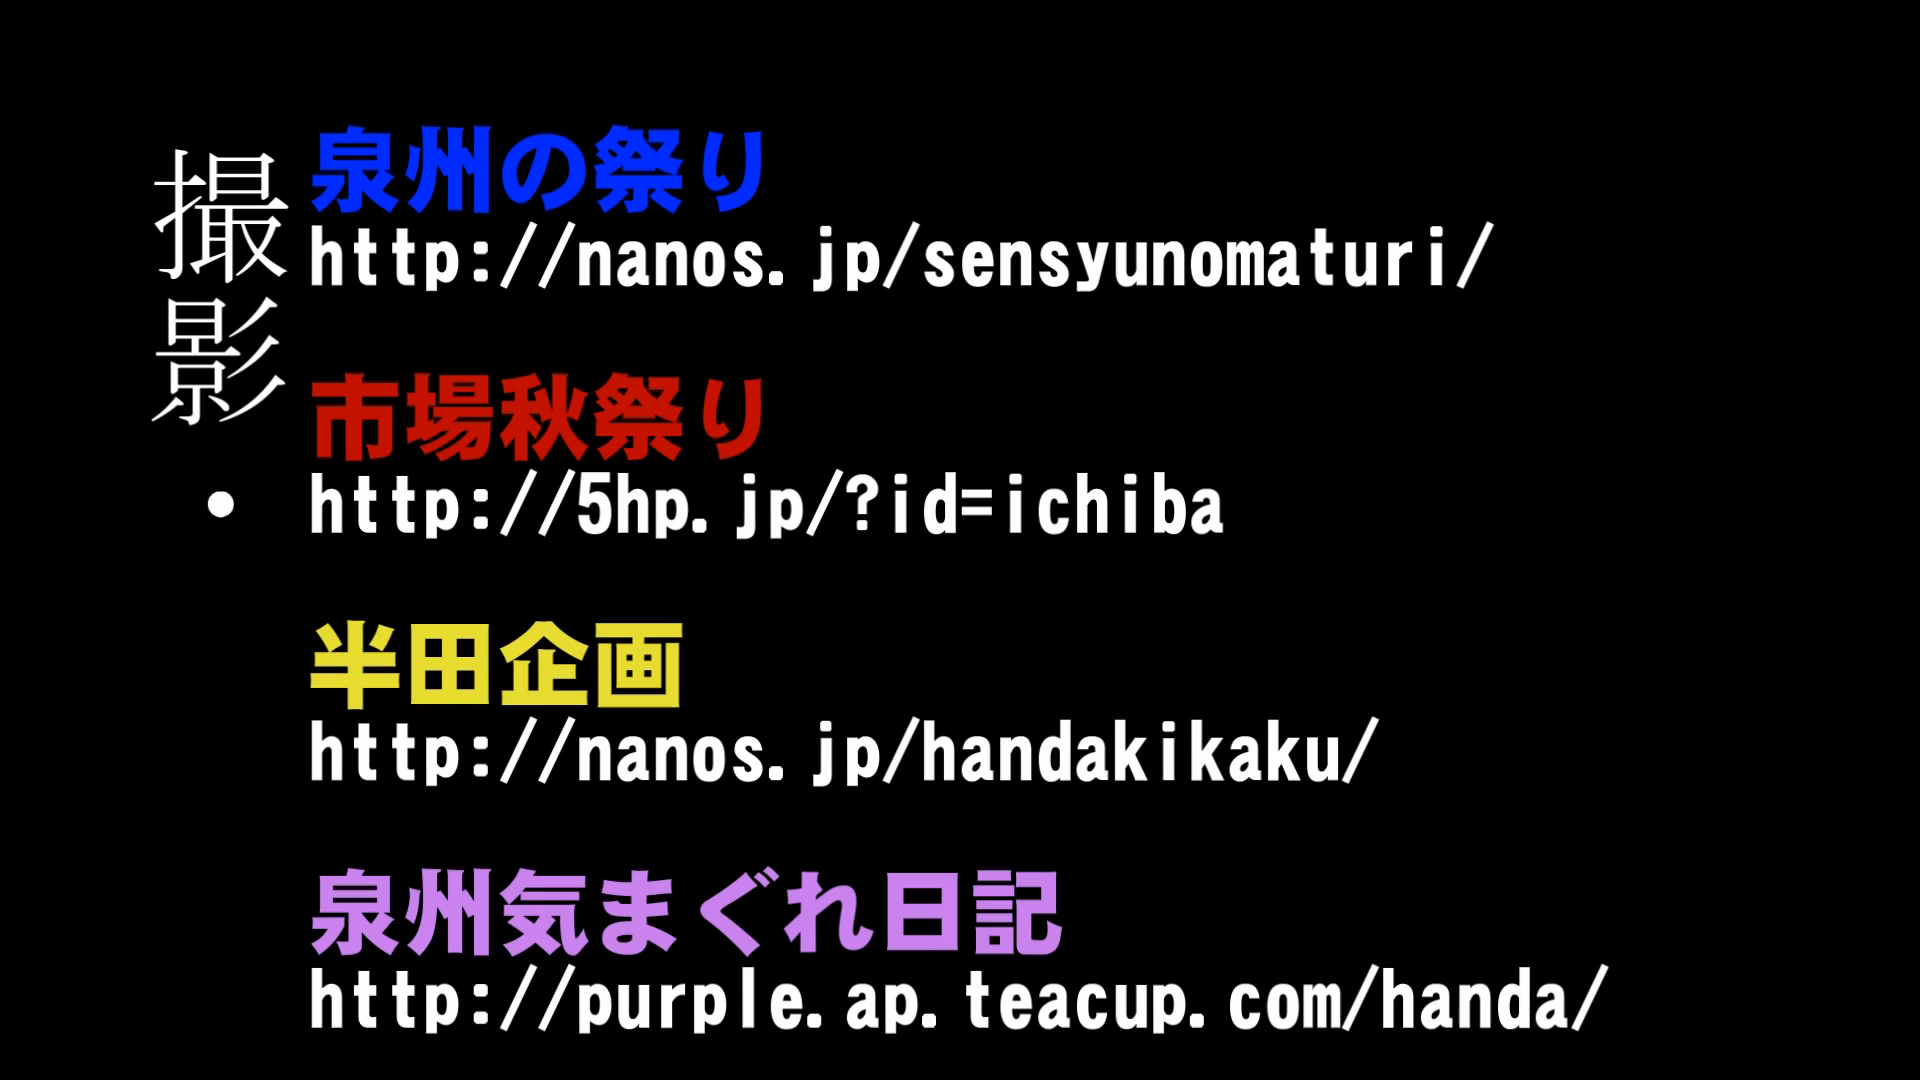 撮影・
泉州の祭り
http://nanos.jp/sensyunomaturi/
市場秋祭り
http://5hp.jp/?id=ichiba
半田企画
http://nanos.jp/handakikaku/
泉州気まぐれ日記
http://purple.ap.teacup.com/handa/